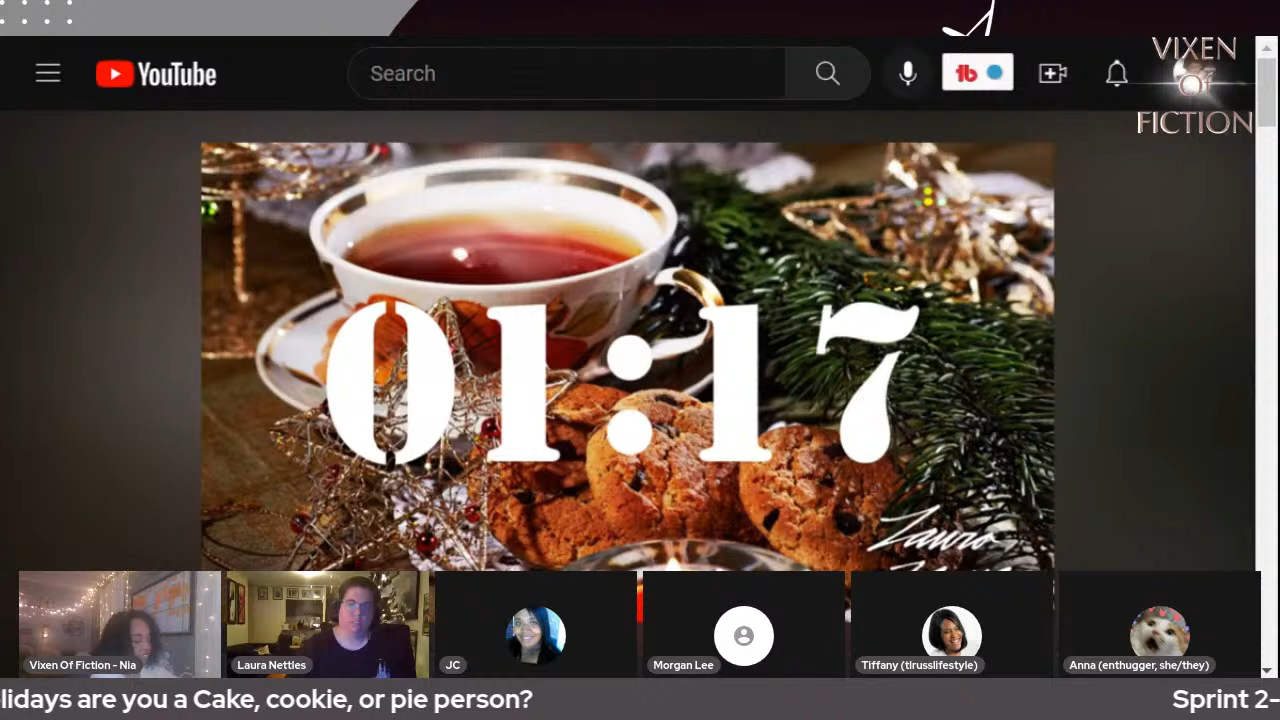 YouTube
Search
VIXEN
Of
FICTION
01:17
Vixen Of Fiction - Nia
Laura Nettles
JC
Morgan Lee
Tiffany (tlrusslifestyle)
Anna (enthugger, she/they)
lidays are you a Cake, cookie, or pie person?
Sprint 2-